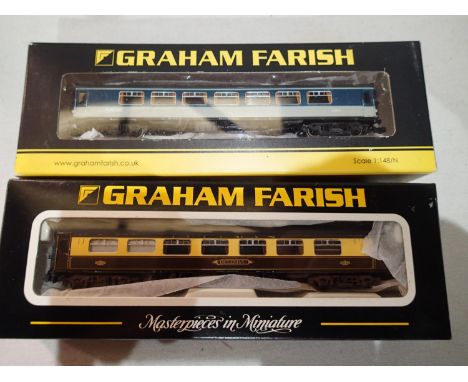 GRAHAM FARISH
www.grahamfarish.co.uk
Scale 1:148/N
GRAHAM FARISH
Masterpieces in Miniature